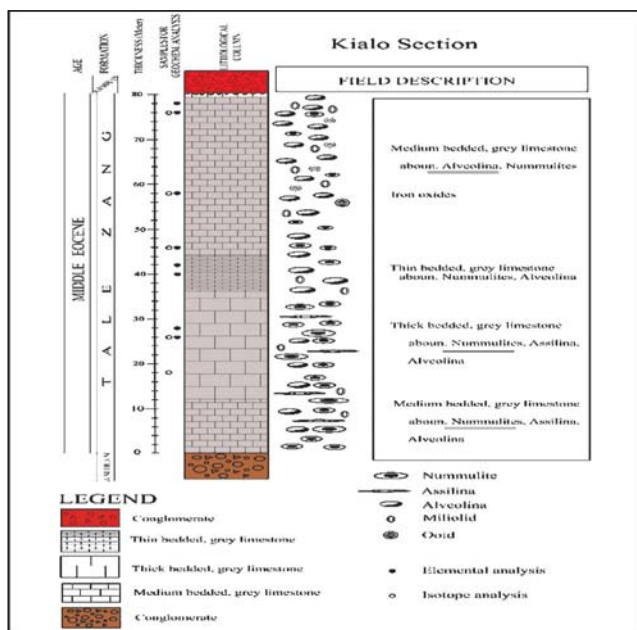 Kialo Section
AGE
FORMATION
THICKNESS (Meter)
SAMPLES FOR
GEOCHEM. ANALYSIS
LITHOLOGICAL
COLUMN
FIELD DESCRIPTION
MIDDLE EOCENE
TALE ZANG
80
70
60
50
40
30
20
10
0
Medium bedded, grey limestone
aboun. Alveolina, Nummulites
Iron oxides
Thin bedded, grey limestone
aboun. Nummulites, Alveolina
Thick bedded, grey limestone
aboun. Nummulites, Assilina,
Alveolina
Medium bedded, grey limestone
aboun. Nummulites, Assilina,
Alveolina
LEGEND
Conglomerate
Thin bedded, grey limestone
Thick bedded, grey limestone
Medium bedded, grey limestone
Conglomerate
Nummulite
Assilina
Alveolina
Miliolid
Ooid
Elemental analysis
Isotope analysis